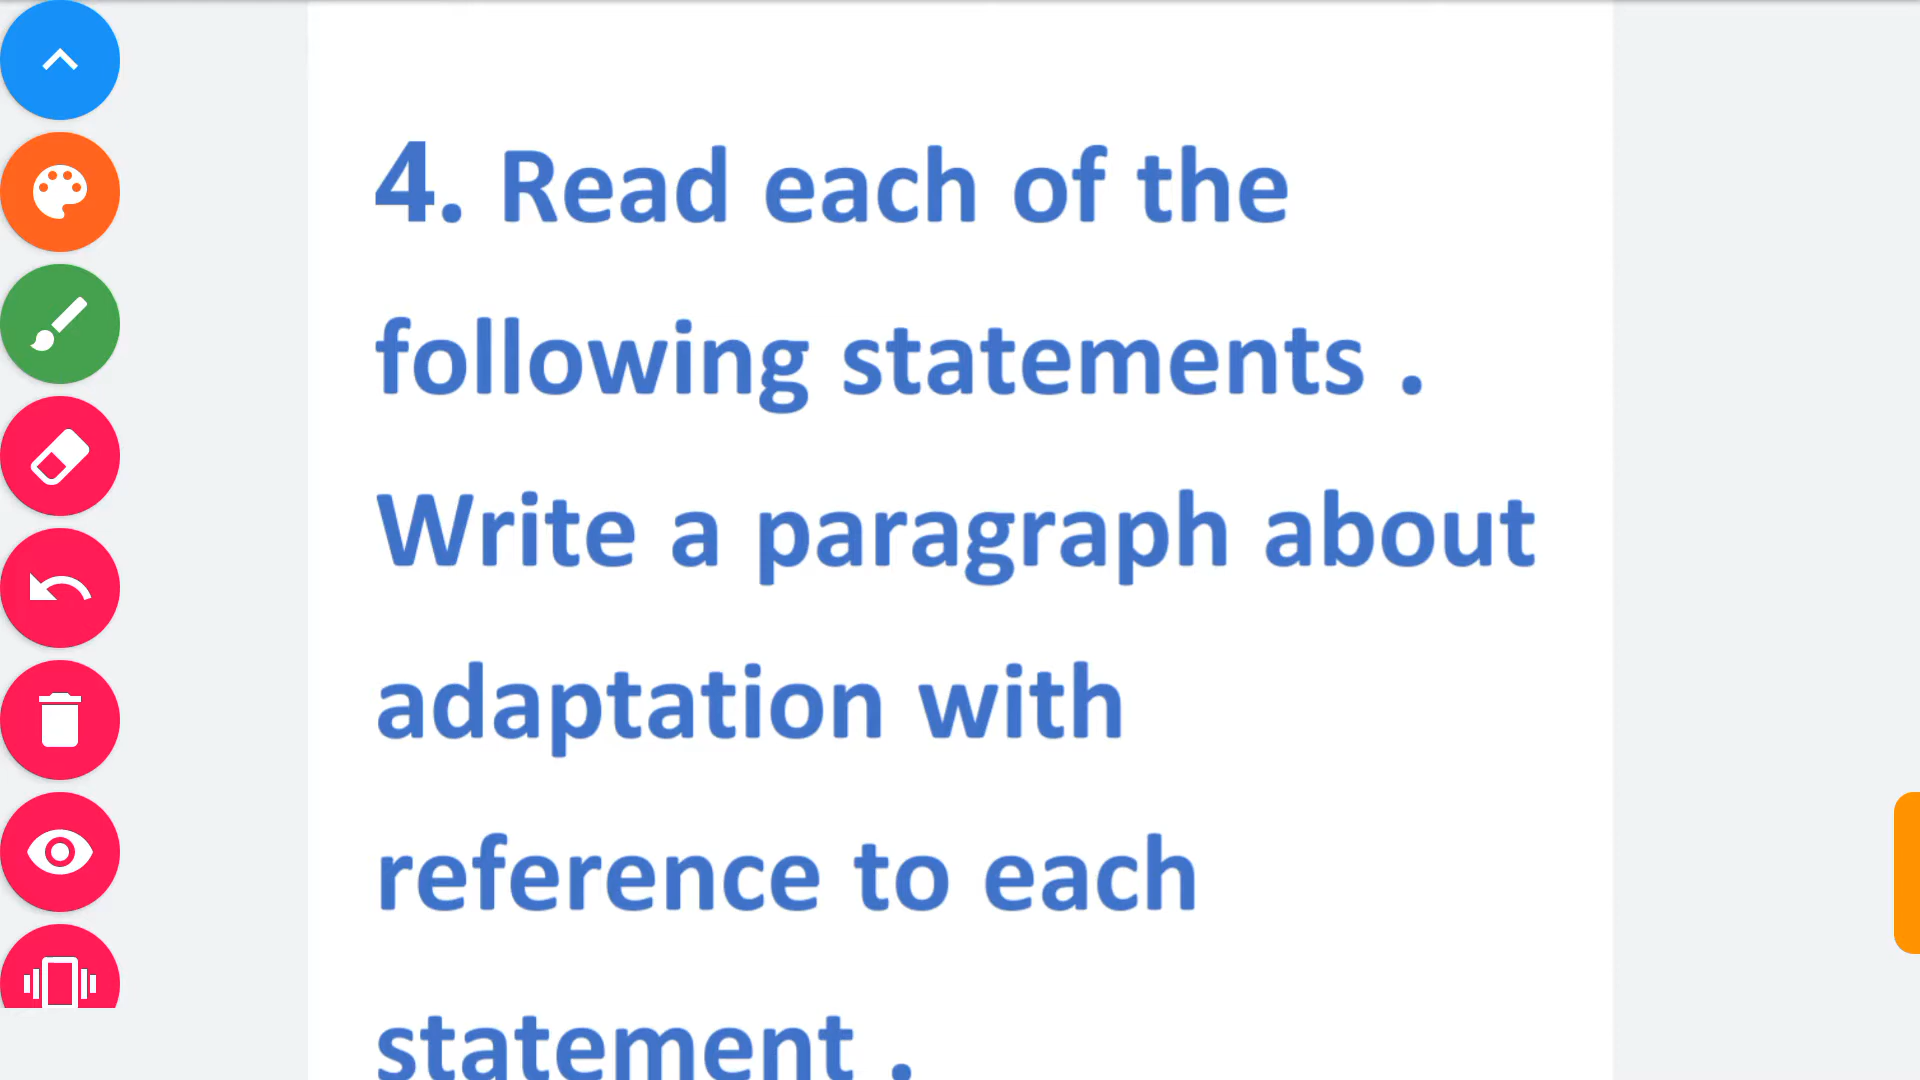 4. Read each of the
following statements .
Write a paragraph about
adaptation with
reference to each
statement .